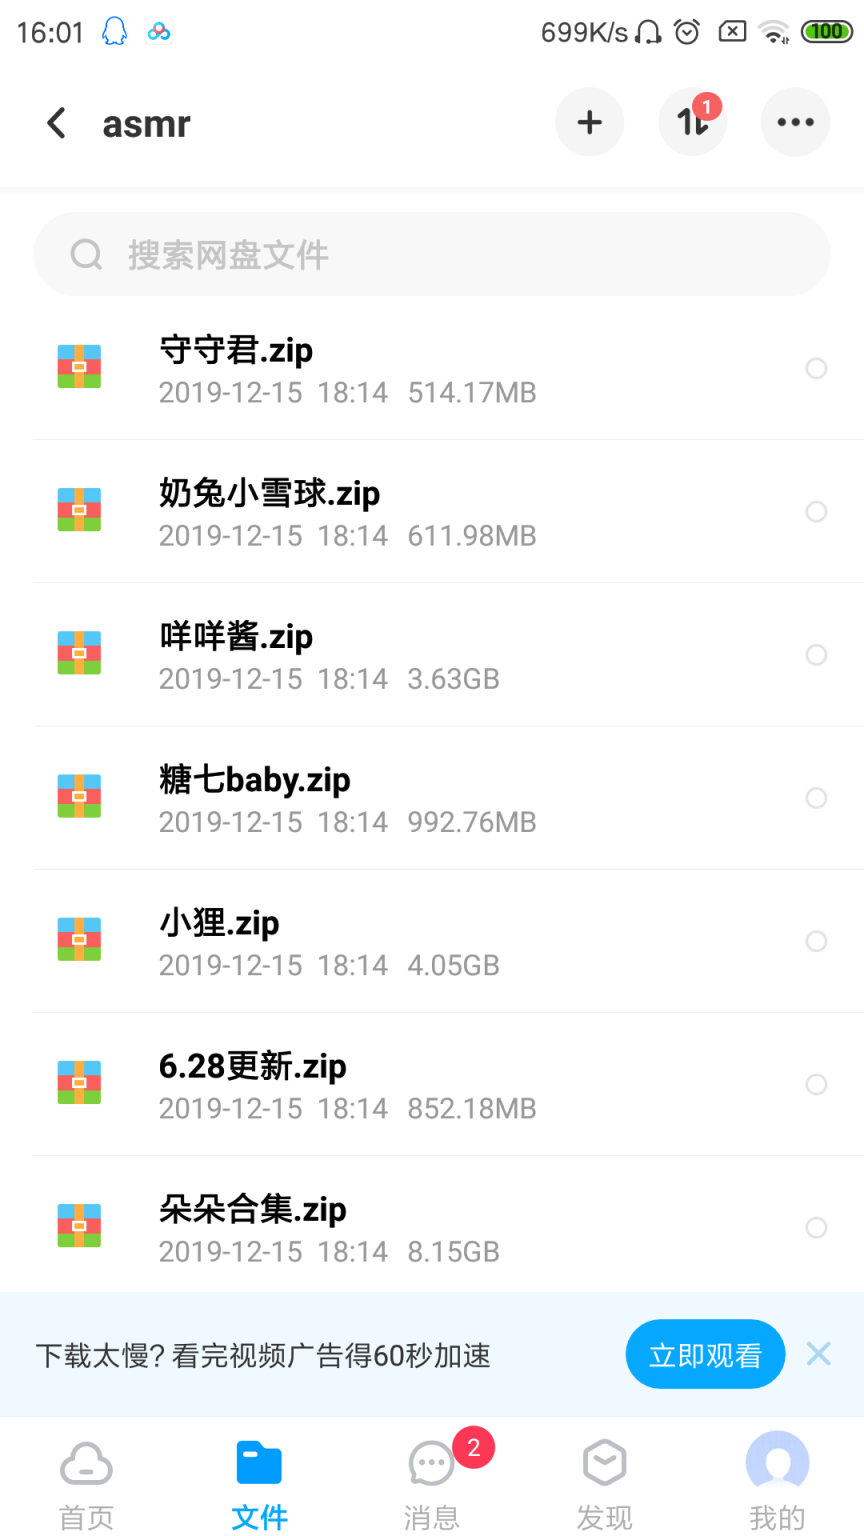 16:01 699K/s 100
asmr 1
搜索网盘文件
守守君.zip
2019-12-15 18:14 514.17MB
奶兔小雪球.zip
2019-12-15 18:14 611.98MB
咩咩酱.zip
2019-12-15 18:14 3.63GB
糖七baby.zip
2019-12-15 18:14 992.76MB
小狸.zip
2019-12-15 18:14 4.05GB
6.28更新.zip
2019-12-15 18:14 852.18MB
朵朵合集.zip
2019-12-15 18:14 8.15GB
下载太慢? 看完视频广告得60秒加速 立即观看
2
首页 文件 消息 发现 我的